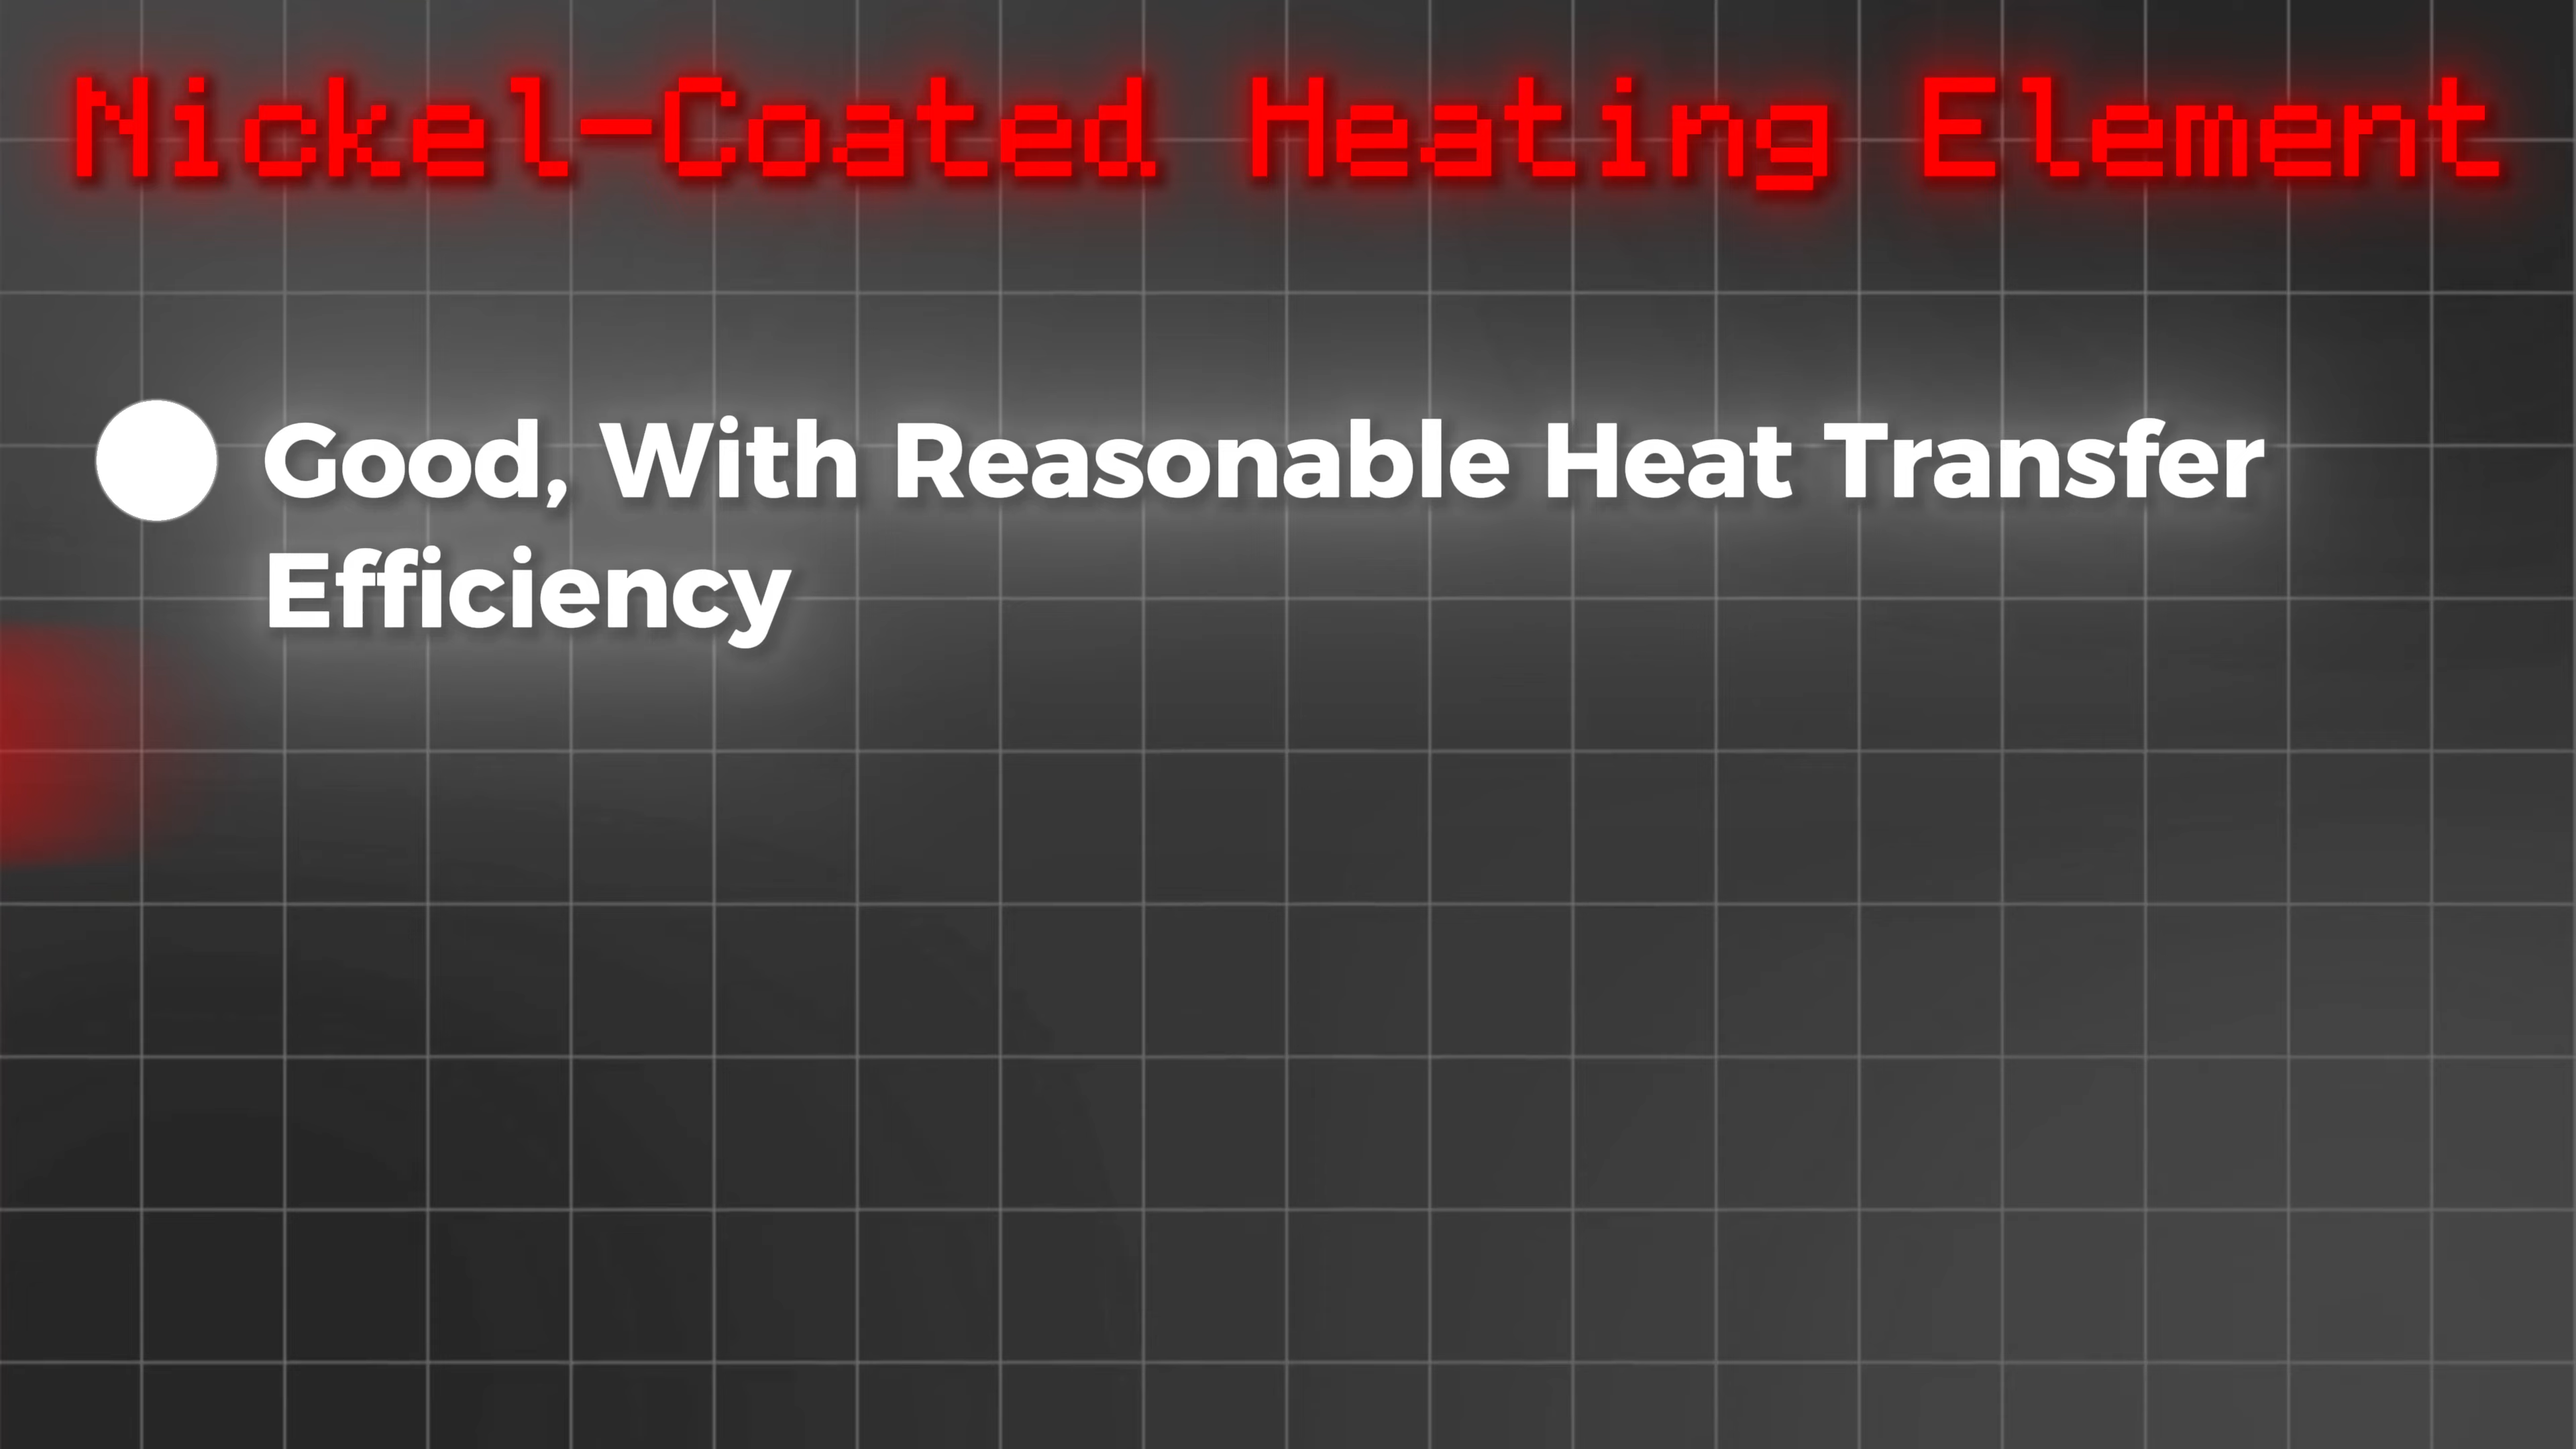 Nickel-Coated Heating Element
Good, With Reasonable Heat Transfer
Efficiency